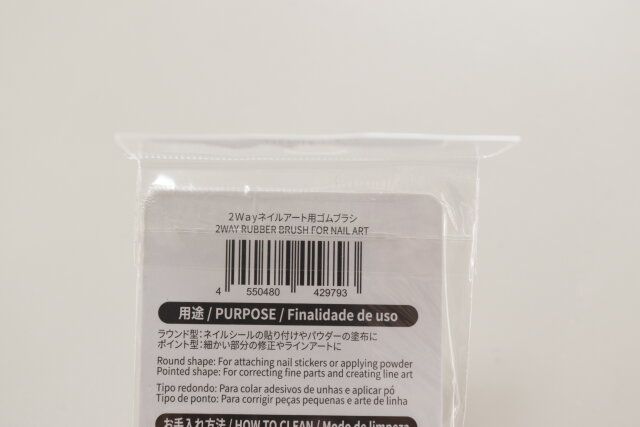 2Wayネイルアート用ゴムブラシ
2WAY RUBBER BRUSH FOR NAIL ART
4 550480 429793
用途 / PURPOSE / Finalidade de uso
ラウンド型：ネイルシールの貼り付けやパウダーの塗布に
ポイント型：細かい部分の修正やラインアートに
Round shape: For attaching nail stickers or applying powder
Pointed shape: For correcting fine parts and creating line art
Tipo redondo: Para colar adesivos de unhas e aplicar pó
Tipo de ponto: Para corrigir peças pequenas e arte de linha
お手入れ方法 / HOW TO CLEAN / Modo de limpeza